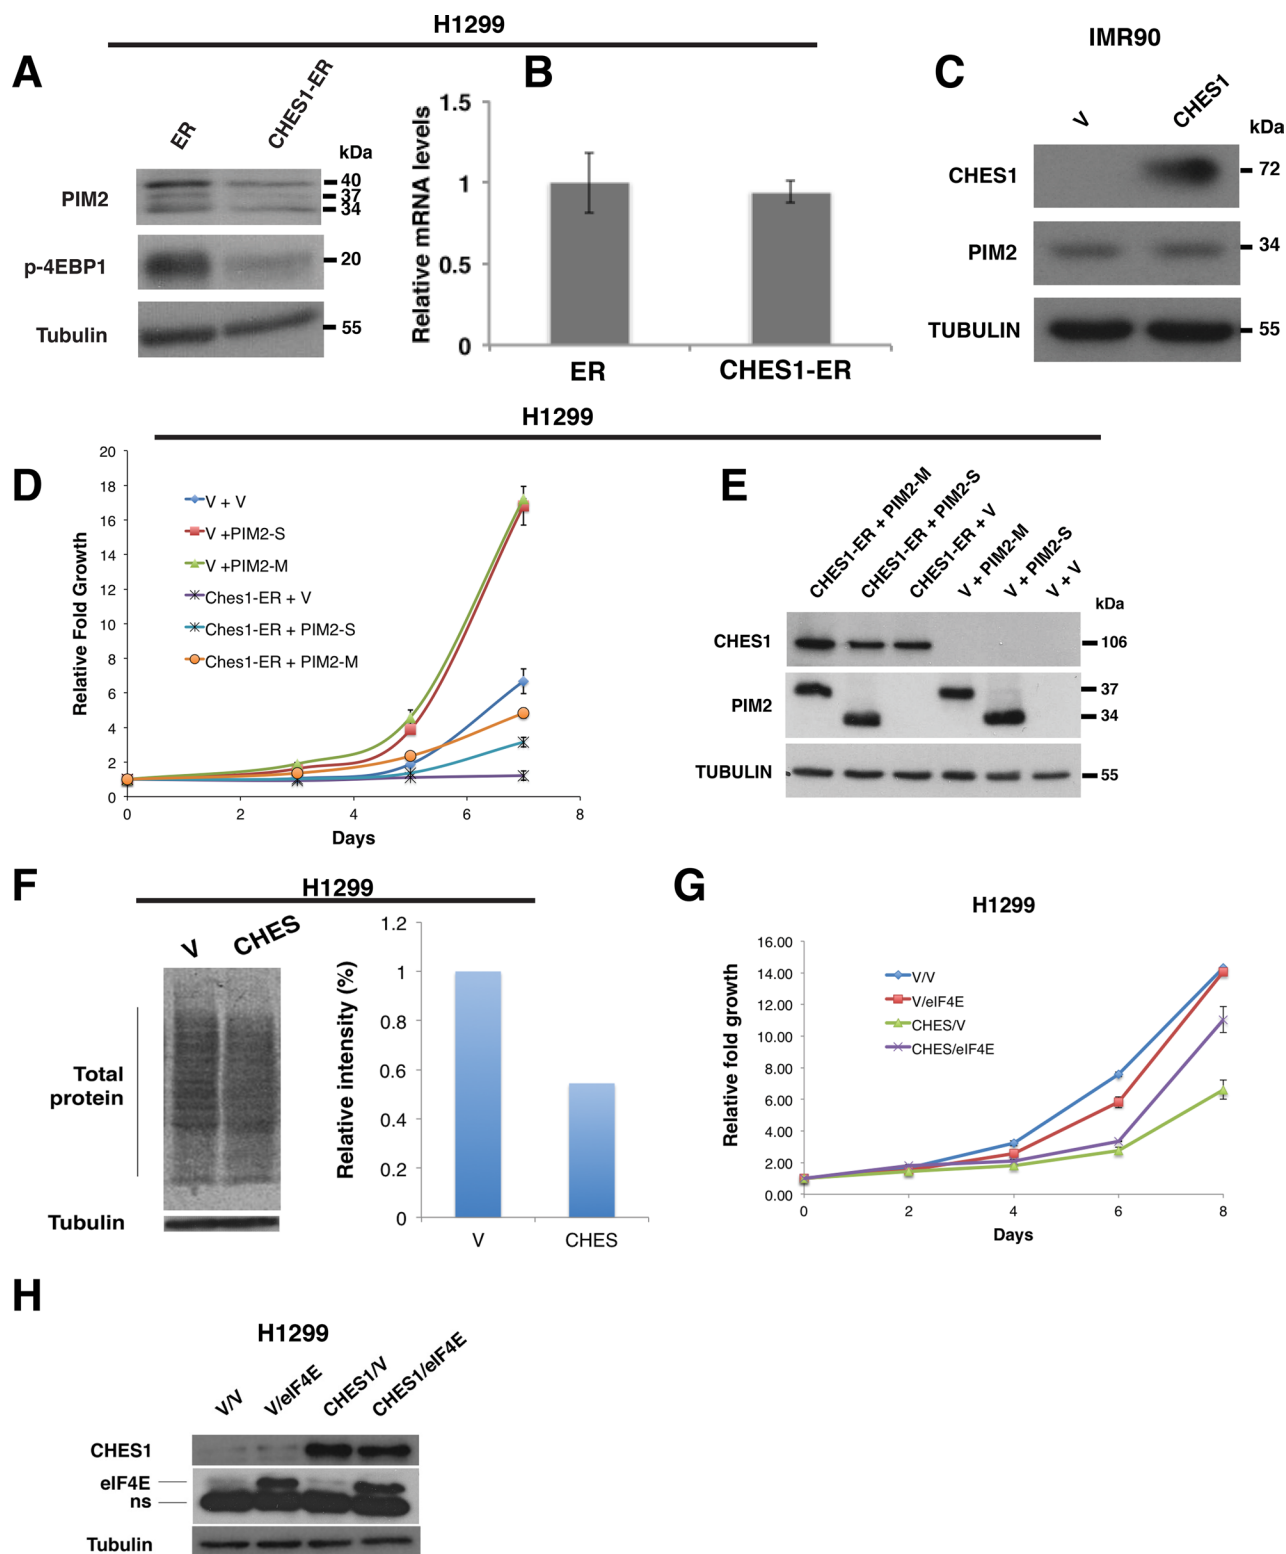 H1299
A
ER
CHES1-ER
kDa
PIM2
40
37
34
p-4EBP1
20
Tubulin
55
B
Relative mRNA levels
1.5
1
0.5
0
ER
CHES1-ER
C
IMR90
V
CHES1
kDa
CHES1
72
PIM2
34
TUBULIN
55
H1299
D
Relative Fold Growth
20
18
16
14
12
10
8
6
4
2
0
V + V
V +PIM2-S
V +PIM2-M
Ches1-ER + V
Ches1-ER + PIM2-S
Ches1-ER + PIM2-M
0
2
4
6
8
Days
E
CHES1-ER + PIM2-M
CHES1-ER + PIM2-S
CHES1-ER + V
V + PIM2-M
V + PIM2-S
V + V
kDa
CHES1
106
PIM2
37
34
TUBULIN
55
F
H1299
V
CHES
Total
protein
Tubulin
Relative intensity (%)
1.2
1
0.8
0.6
0.4
0.2
0
V
CHES
G
H1299
Relative fold growth
16.00
14.00
12.00
10.00
8.00
6.00
4.00
2.00
0.00
V/V
V/eIF4E
CHES/V
CHES/eIF4E
0
2
4
6
8
Days
H
H1299
V/V
V/eIF4E
CHES1/V
CHES1/eIF4E
CHES1
eIF4E
ns
Tubulin